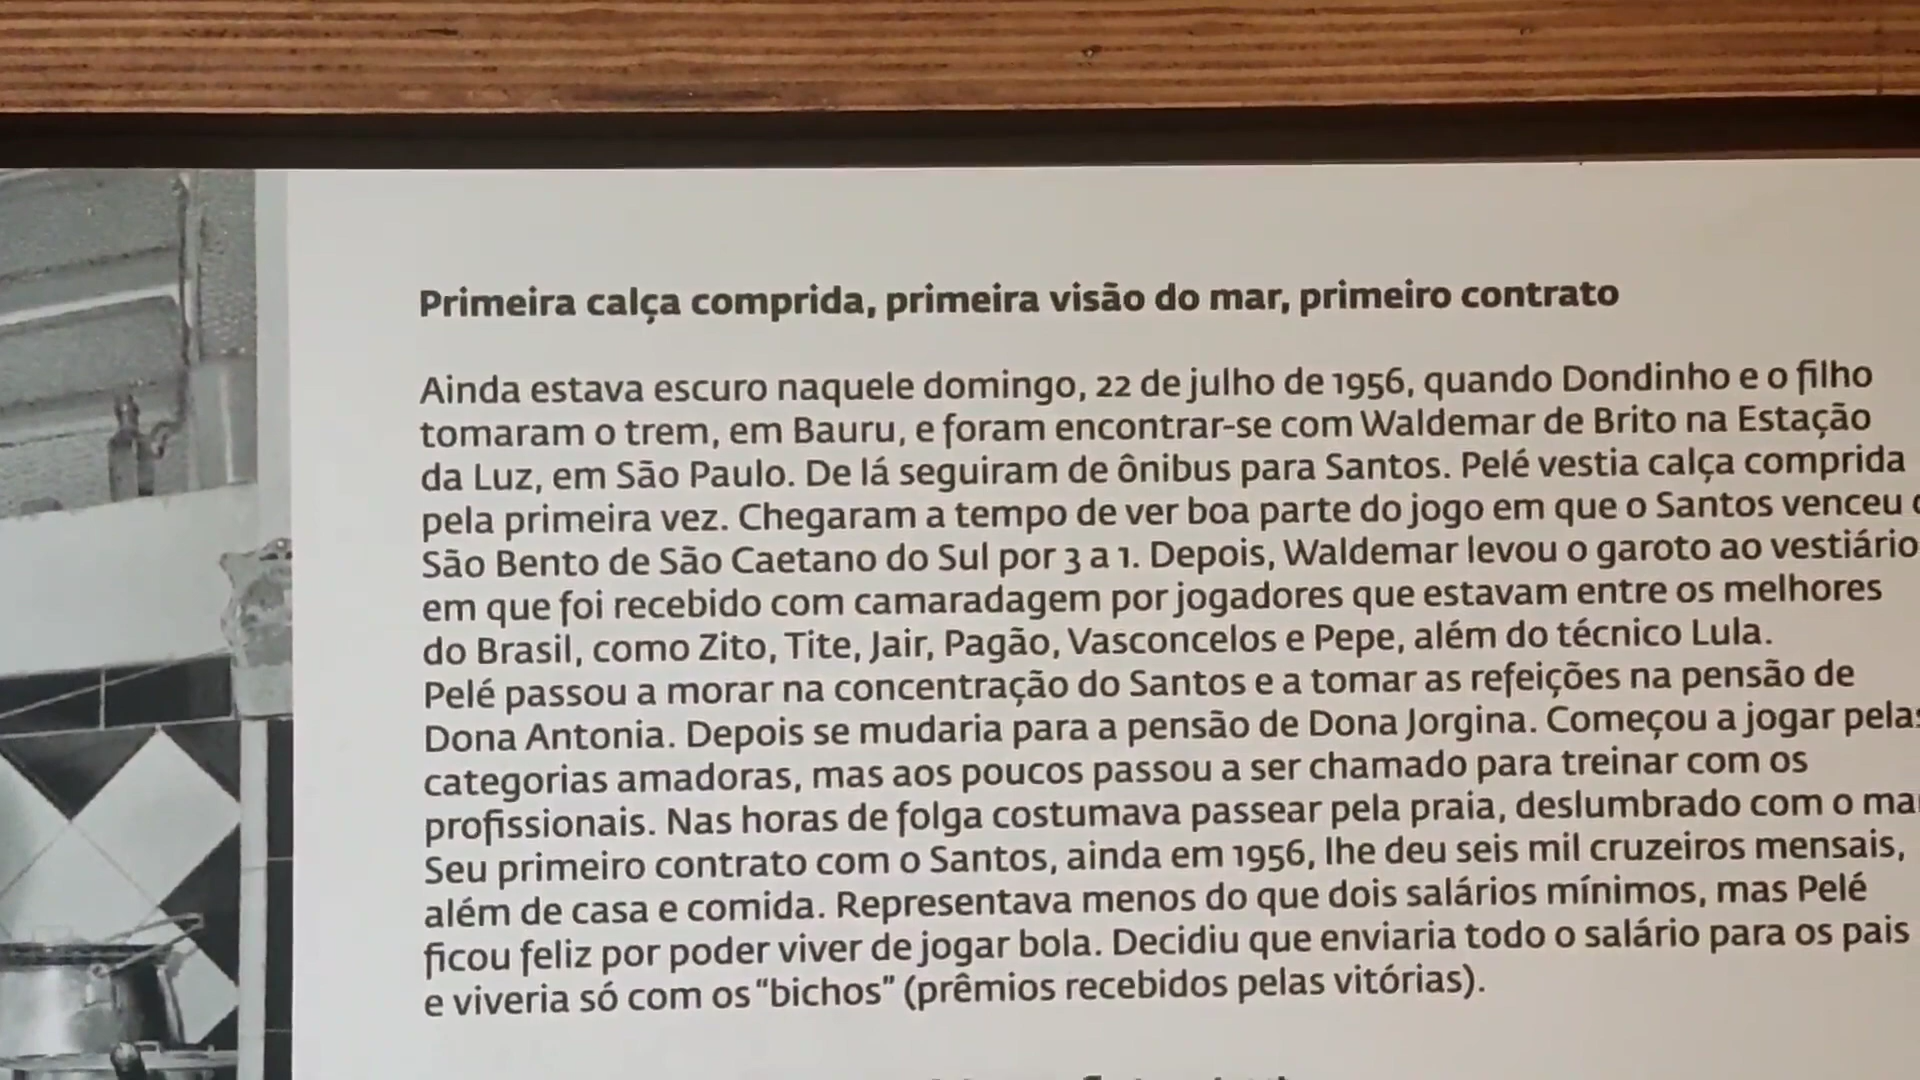 Primeira calça comprida, primeira visão do mar, primeiro contrato
Ainda estava escuro naquele domingo, 22 de julho de 1956, quando Dondinho e o filho
tomaram o trem, em Bauru, e foram encontrar-se com Waldemar de Brito na Estação
da Luz, em São Paulo. De lá seguiram de ônibus para Santos. Pelé vestia calça comprida
pela primeira vez. Chegaram a tempo de ver boa parte do jogo em que o Santos venceu
São Bento de São Caetano do Sul por 3 a 1. Depois, Waldemar levou o garoto ao vestiário
em que foi recebido com camaradagem por jogadores que estavam entre os melhores
do Brasil, como Zito, Tite, Jair, Pagão, Vasconcelos e Pepe, além do técnico Lula.
Pelé passou a morar na concentração do Santos e a tomar as refeições na pensão de
Dona Antonia. Depois se mudaria para a pensão de Dona Jorgina. Começou a jogar pelas
categorias amadoras, mas aos poucos passou a ser chamado para treinar com os
profissionais. Nas horas de folga costumava passear pela praia, deslumbrado com o mar
Seu primeiro contrato com o Santos, ainda em 1956, lhe deu seis mil cruzeiros mensais,
além de casa e comida. Representava menos do que dois salários mínimos, mas Pelé
ficou feliz por poder viver de jogar bola. Decidiu que enviaria todo o salário para os pais
e viveria só com os "bichos" (prêmios recebidos pelas vitórias).